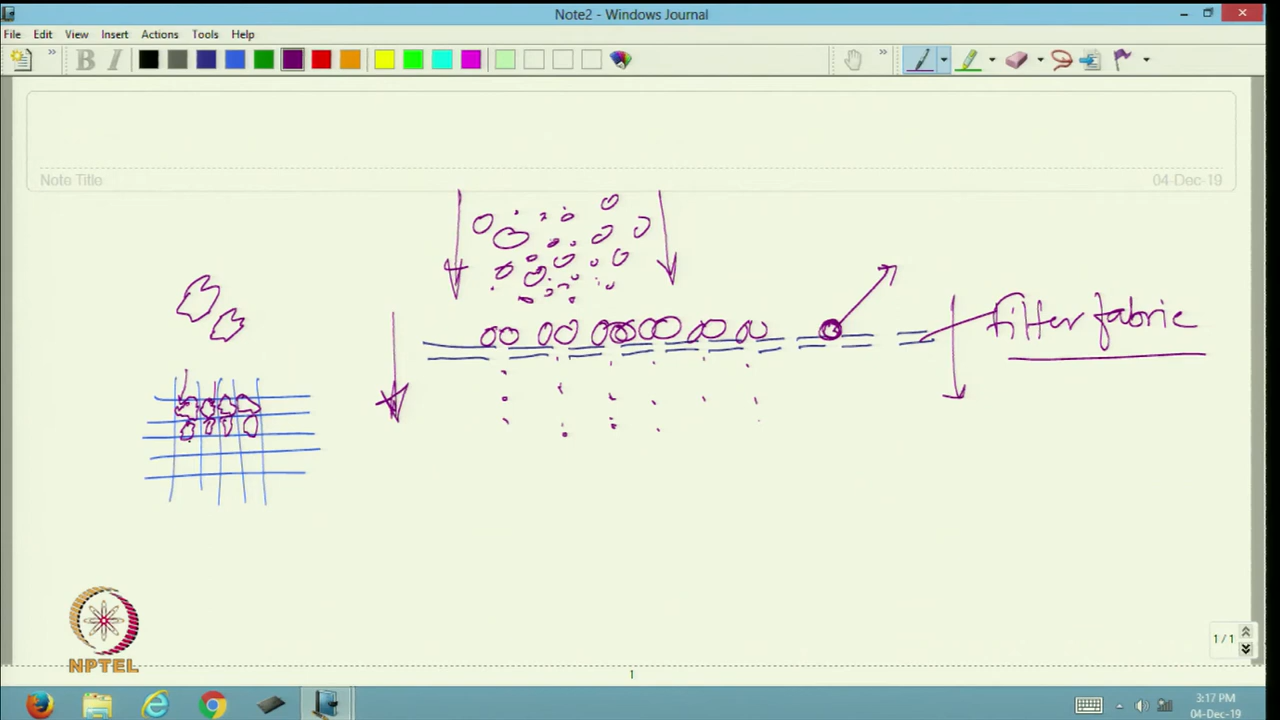 Note2 - Windows Journal
File Edit View Insert Actions Tools Help
B I
Note Title
04-Dec-19
Filter fabric
1/1
NPTEL
1
3:17 PM
04-Dec-19